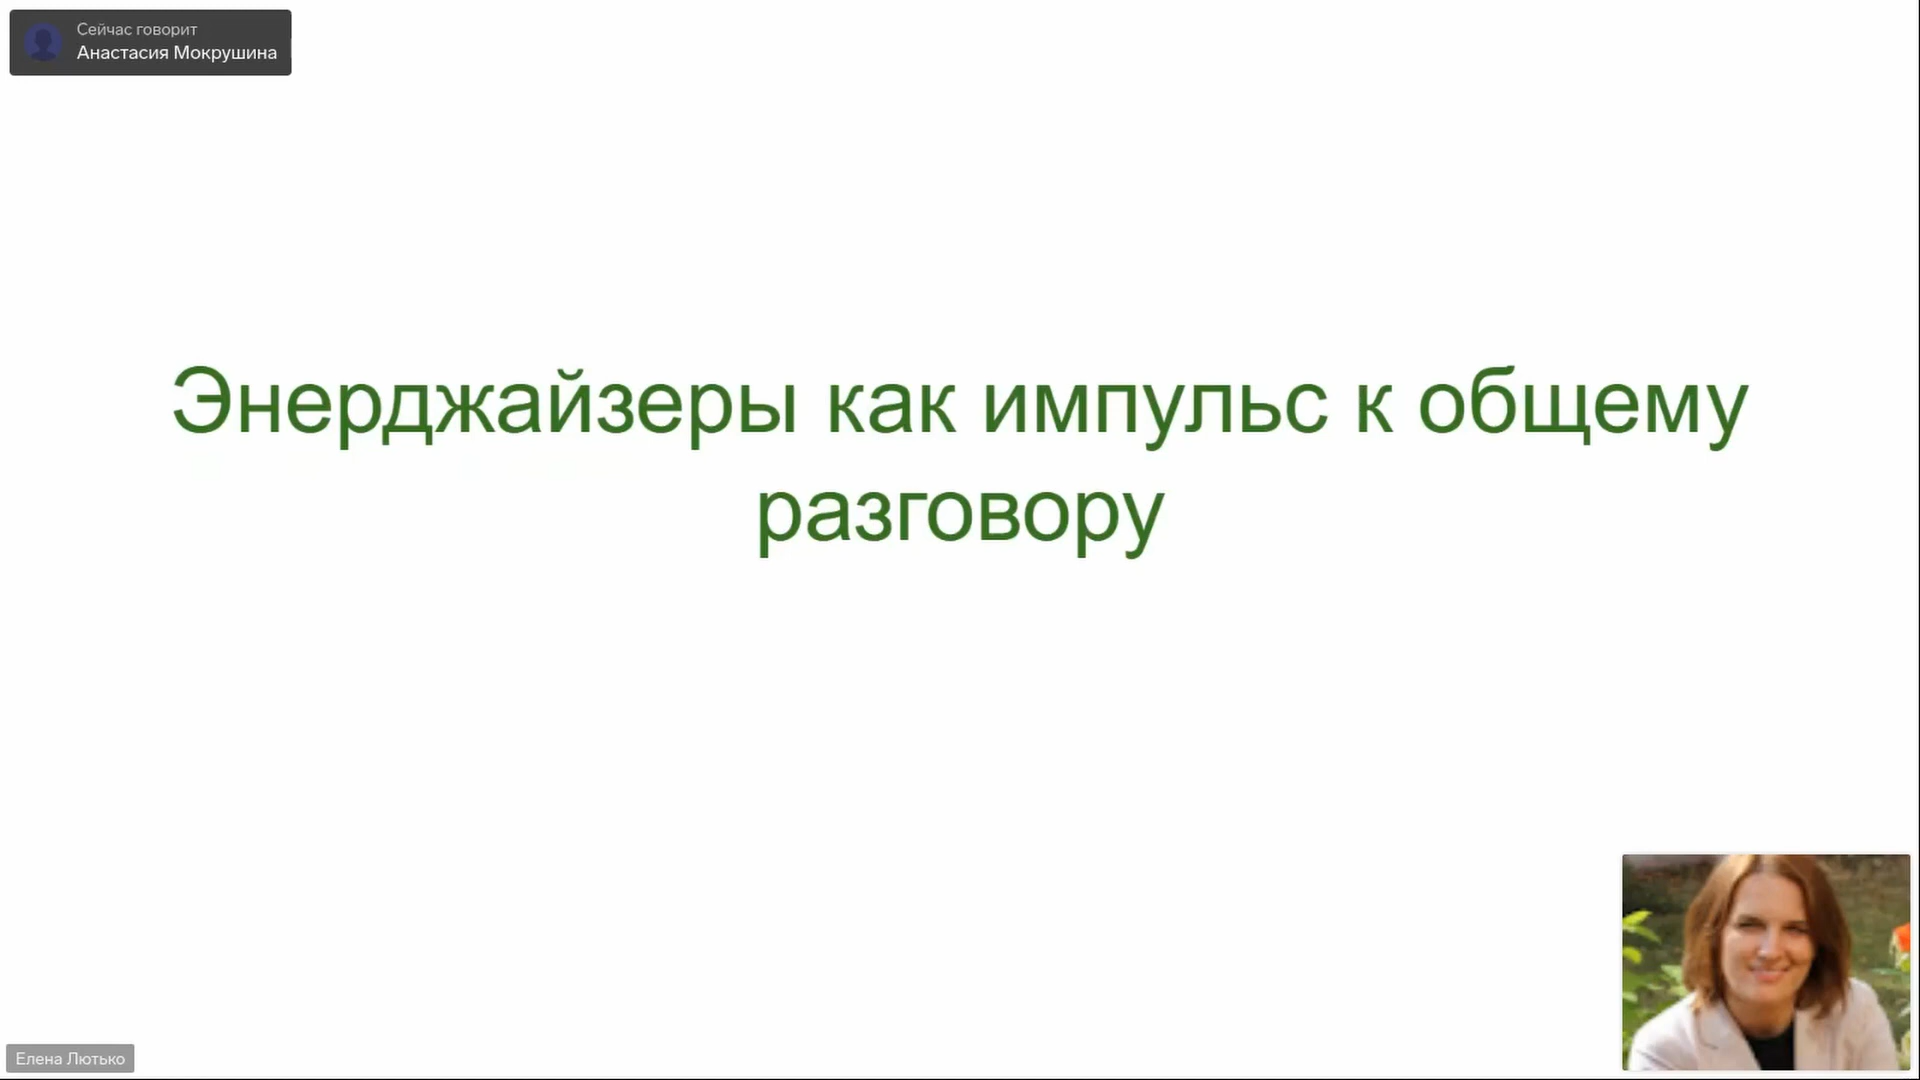 Сейчас говорит
Анастасия Мокрушина
Энерджайзеры как импульс к общему
разговору
Елена Лютько